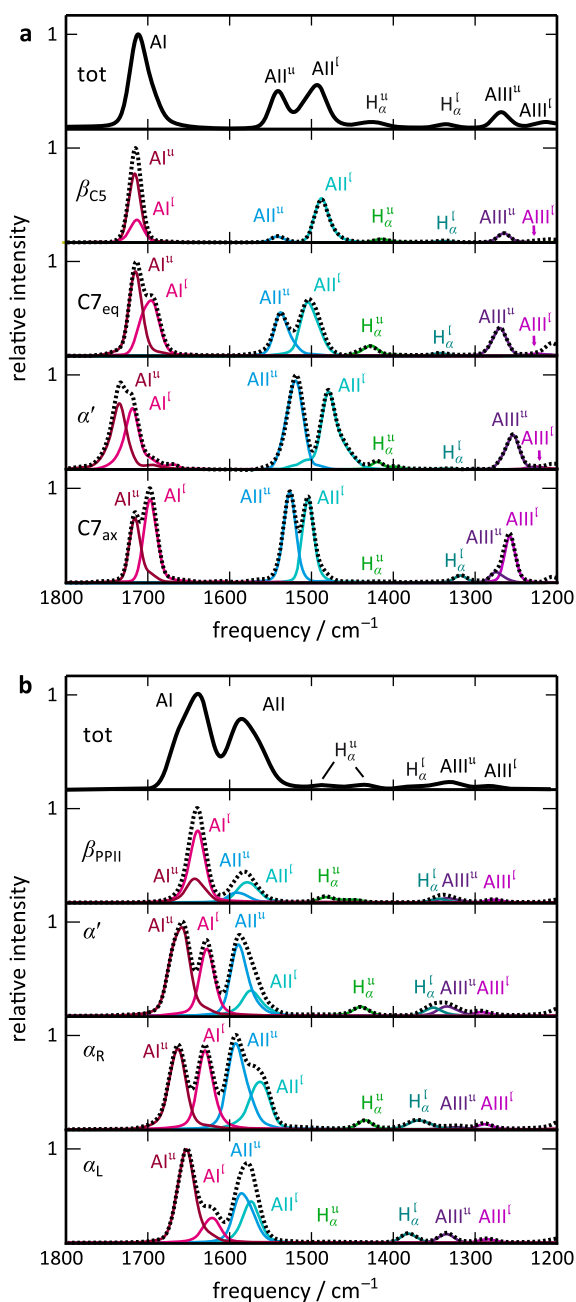 a
1
tot
AI
AIIᵘ
AIIˡ
Hαᵘ
Hαˡ
AIIIᵘ
AIIIˡ
1
βC5
AIᵘ
AIˡ
AIIᵘ
AIIˡ
Hαᵘ
Hαˡ
AIIIᵘ
AIIIˡ
1
C7eq
AIᵘ
AIˡ
AIIᵘ
AIIˡ
Hαᵘ
Hαˡ
AIIIᵘ
AIIIˡ
1
α′
AIᵘ
AIˡ
AIIᵘ
AIIˡ
Hαᵘ
Hαˡ
AIIIᵘ
AIIIˡ
1
C7ax
AIᵘ
AIˡ
AIIᵘ
AIIˡ
Hαᵘ
Hαˡ
AIIIᵘ
AIIIˡ
relative intensity
1800 1700 1600 1500 1400 1300 1200
frequency / cm⁻¹
b
1
tot
AI
AII
Hαᵘ
Hαˡ
AIIIᵘ
AIIIˡ
1
βPPII
AIᵘ
AIˡ
AIIᵘ
AIIˡ
Hαᵘ
Hαˡ
AIIIᵘ
AIIIˡ
1
α′
AIᵘ
AIˡ
AIIᵘ
AIIˡ
Hαᵘ
Hαˡ
AIIIᵘ
AIIIˡ
1
αR
AIᵘ
AIˡ
AIIᵘ
AIIˡ
Hαᵘ
Hαˡ
AIIIᵘ
AIIIˡ
1
αL
AIᵘ
AIˡ
AIIᵘ
AIIˡ
Hαᵘ
Hαˡ
AIIIᵘ
AIIIˡ
relative intensity
1800 1700 1600 1500 1400 1300 1200
frequency / cm⁻¹